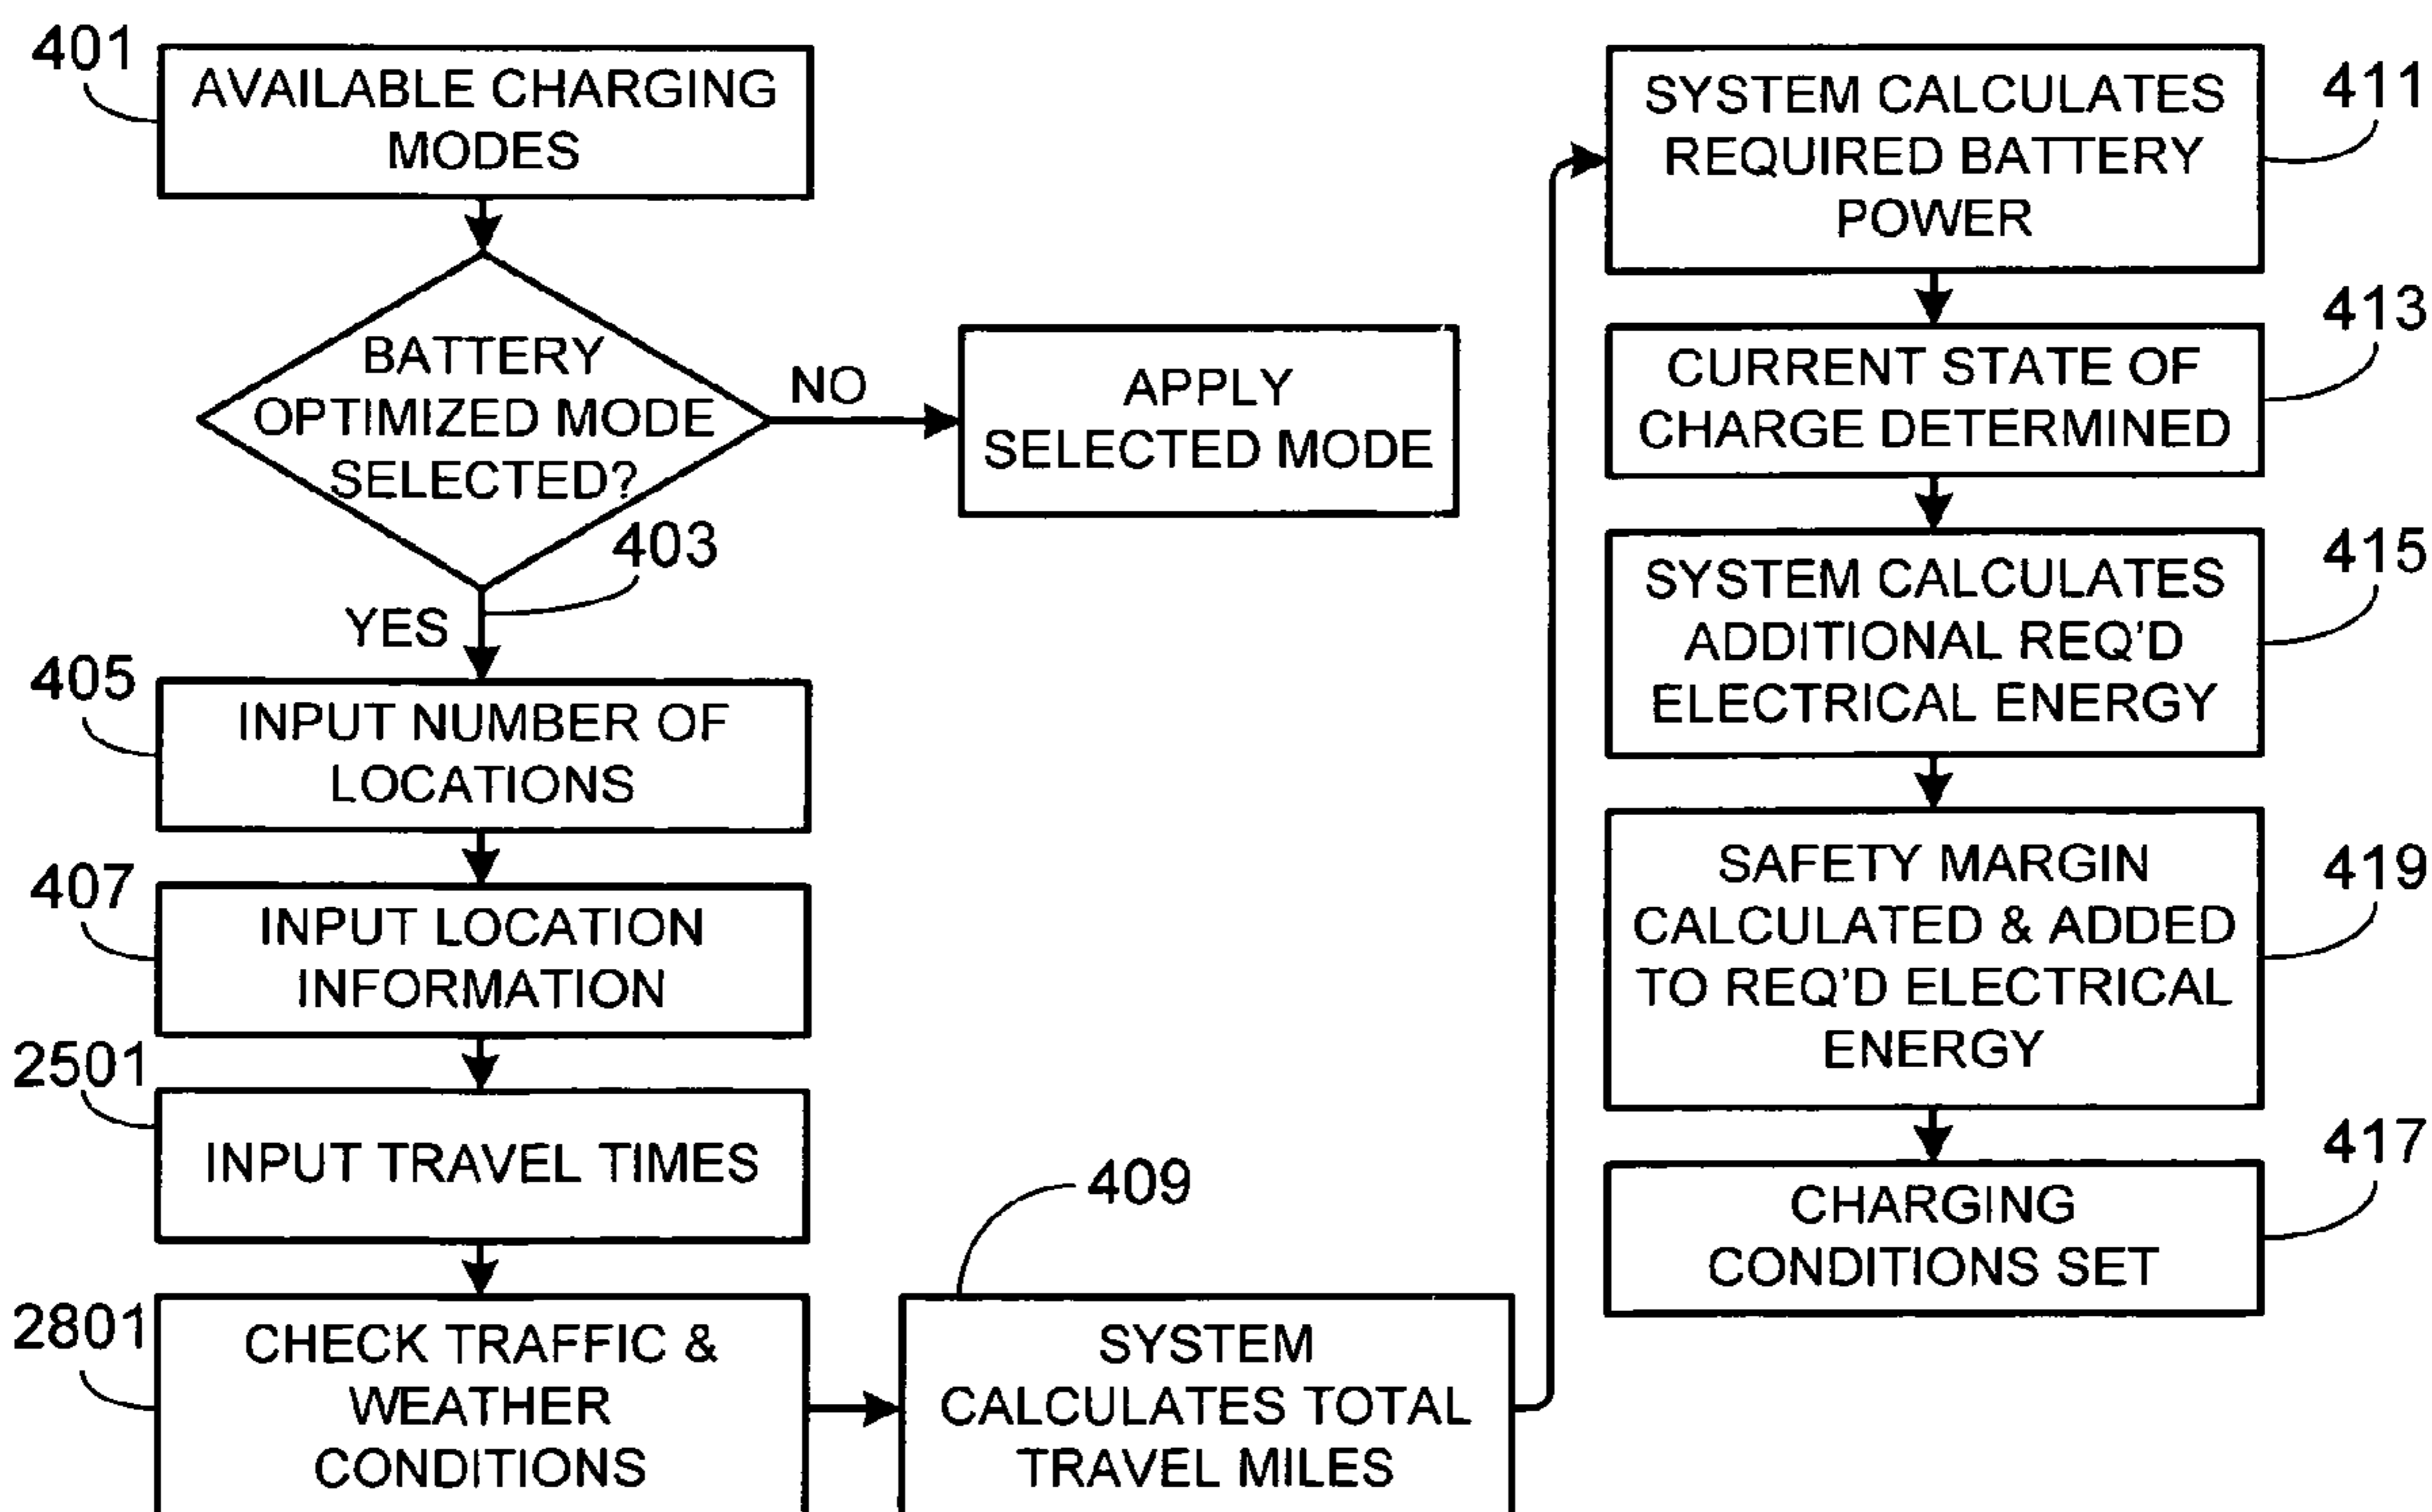 401
AVAILABLE CHARGING
MODES
BATTERY
OPTIMIZED MODE
SELECTED?
NO
APPLY
SELECTED MODE
403
YES
405
INPUT NUMBER OF
LOCATIONS
407
INPUT LOCATION
INFORMATION
2501
INPUT TRAVEL TIMES
2801
CHECK TRAFFIC &
WEATHER
CONDITIONS
409
SYSTEM
CALCULATES TOTAL
TRAVEL MILES
411
SYSTEM CALCULATES
REQUIRED BATTERY
POWER
413
CURRENT STATE OF
CHARGE DETERMINED
415
SYSTEM CALCULATES
ADDITIONAL REQ'D
ELECTRICAL ENERGY
419
SAFETY MARGIN
CALCULATED & ADDED
TO REQ'D ELECTRICAL
ENERGY
417
CHARGING
CONDITIONS SET